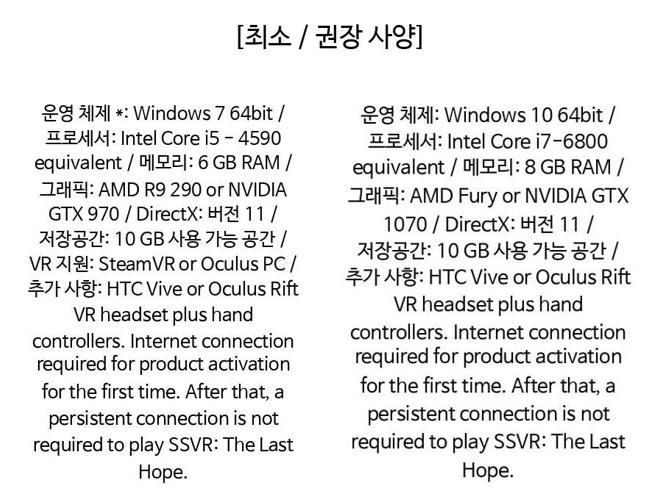 [최소 / 권장 사양]
운영 체제 *: Windows 7 64bit /
프로세서: Intel Core i5 - 4590
equivalent / 메모리: 6 GB RAM /
그래픽: AMD R9 290 or NVIDIA
GTX 970 / DirectX: 버전 11 /
저장공간: 10 GB 사용 가능 공간 /
VR 지원: SteamVR or Oculus PC /
추가 사항: HTC Vive or Oculus Rift
VR headset plus hand
controllers. Internet connection
required for product activation
for the first time. After that, a
persistent connection is not
required to play SSVR: The Last
Hope.
운영 체제: Windows 10 64bit /
프로세서: Intel Core i7-6800
equivalent / 메모리: 8 GB RAM /
그래픽: AMD Fury or NVIDIA GTX
1070 / DirectX: 버전 11 /
저장공간: 10 GB 사용 가능 공간 /
추가 사항: HTC Vive or Oculus Rift
VR headset plus hand
controllers. Internet connection
required for product activation
for the first time. After that, a
persistent connection is not
required to play SSVR: The Last
Hope.